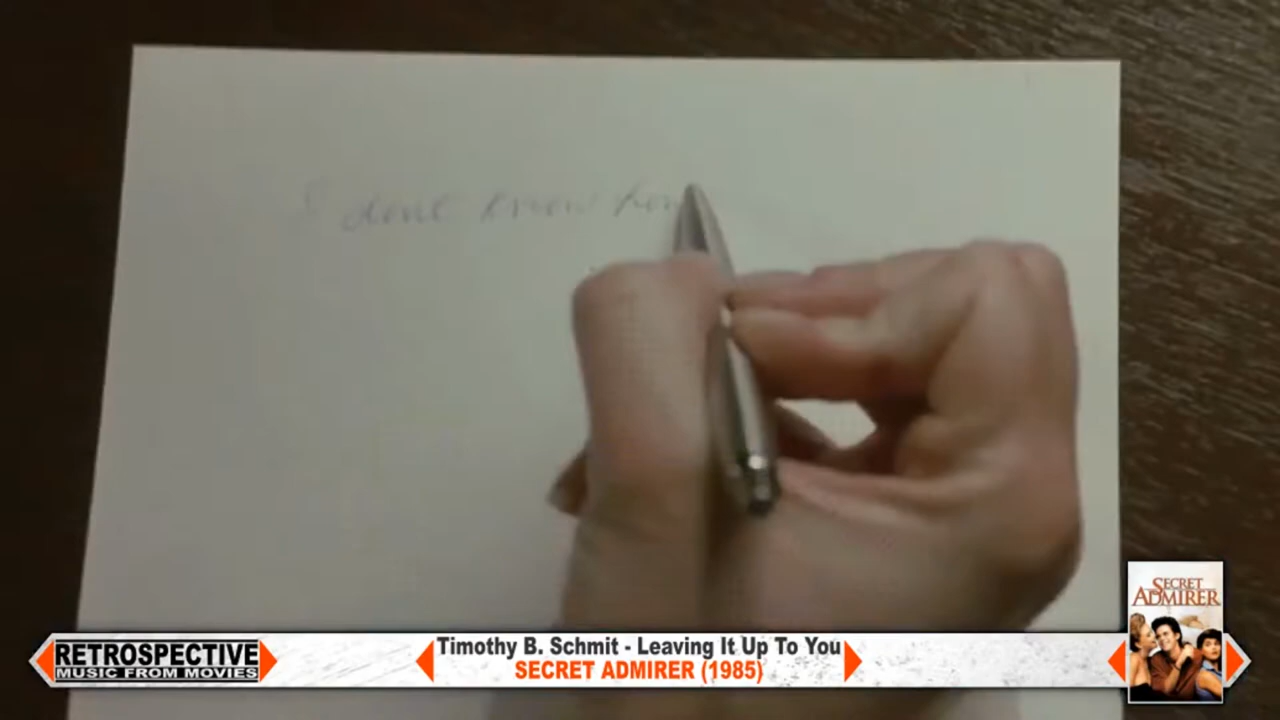 I dont know how
RETROSPECTIVE
MUSIC FROM MOVIES
Timothy B. Schmit - Leaving It Up To You
SECRET ADMIRER (1985)
SECRET
ADMIRER